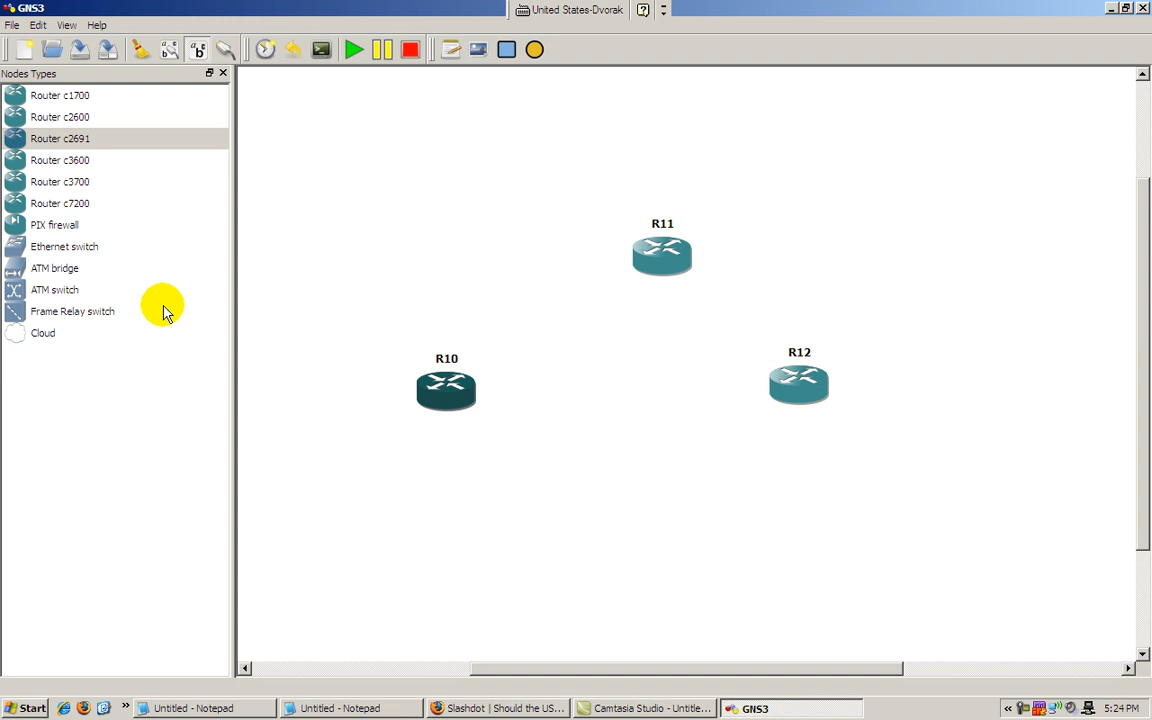 GNS3
United States-Dvorak
File Edit View Help
Nodes Types
Router c1700
Router c2600
Router c2691
Router c3600
Router c3700
Router c7200
PIX firewall
Ethernet switch
ATM bridge
ATM switch
Frame Relay switch
Cloud
R11
R10
R12
Start
Untitled - Notepad
Untitled - Notepad
Slashdot | Should the US...
Camtasia Studio - Untitle...
GNS3
5:24 PM